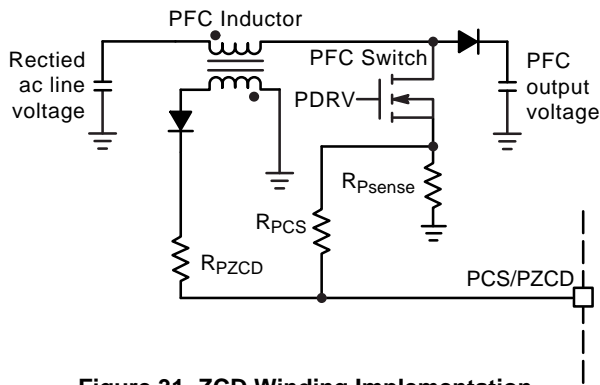 PFC Inductor
Rectied
ac line
voltage
PFC Switch
PDRV
PFC
output
voltage
RPsense
RPCS
RPZCD
PCS/PZCD
Figure 31. ZCD Winding Implementation